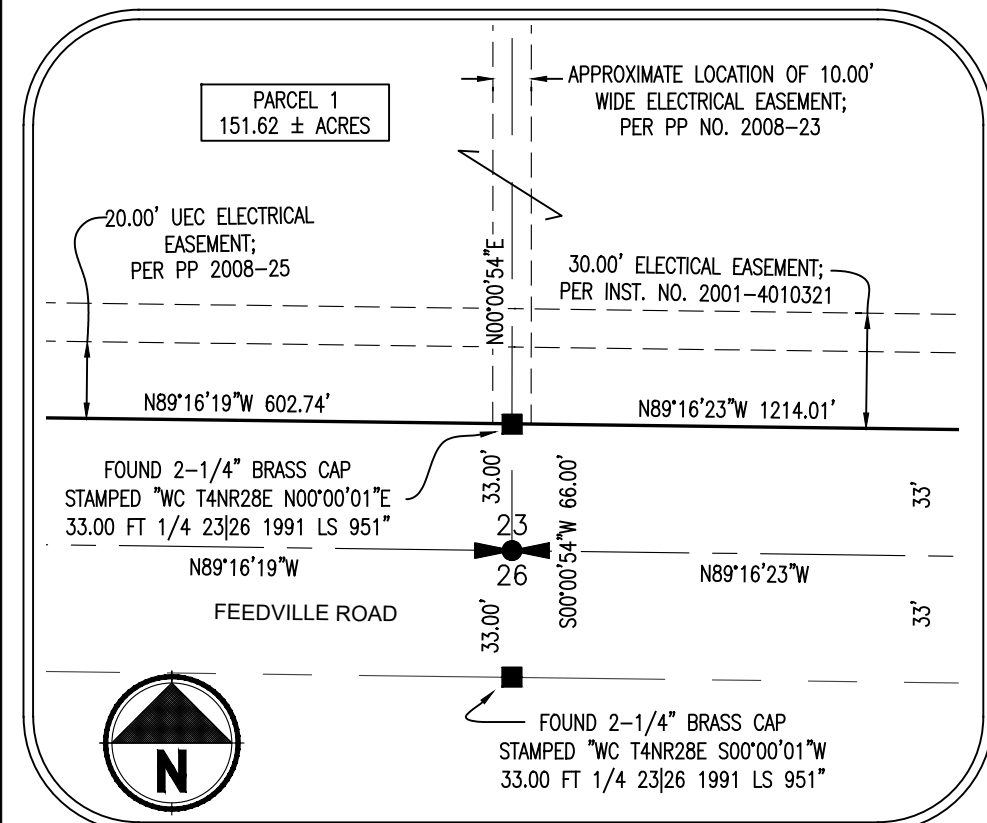 PARCEL 1
151.62 ± ACRES
APPROXIMATE LOCATION OF 10.00'
WIDE ELECTRICAL EASEMENT;
PER PP NO. 2008-23
20.00' UEC ELECTRICAL
EASEMENT;
PER PP 2008-25
N00°00'54"E
30.00' ELECTICAL EASEMENT;
PER INST. NO. 2001-4010321
N89°16'19"W 602.74'
N89°16'23"W 1214.01'
FOUND 2-1/4" BRASS CAP
STAMPED "WC T4NR28E N00°00'01"E
33.00 FT 1/4 23|26 1991 LS 951"
33.00'
23
26
S00°00'54"W 66.00'
33'
N89°16'19"W
N89°16'23"W
FEEDVILLE ROAD
33.00'
33'
N
FOUND 2-1/4" BRASS CAP
STAMPED "WC T4NR28E S00°00'01"W
33.00 FT 1/4 23|26 1991 LS 951"